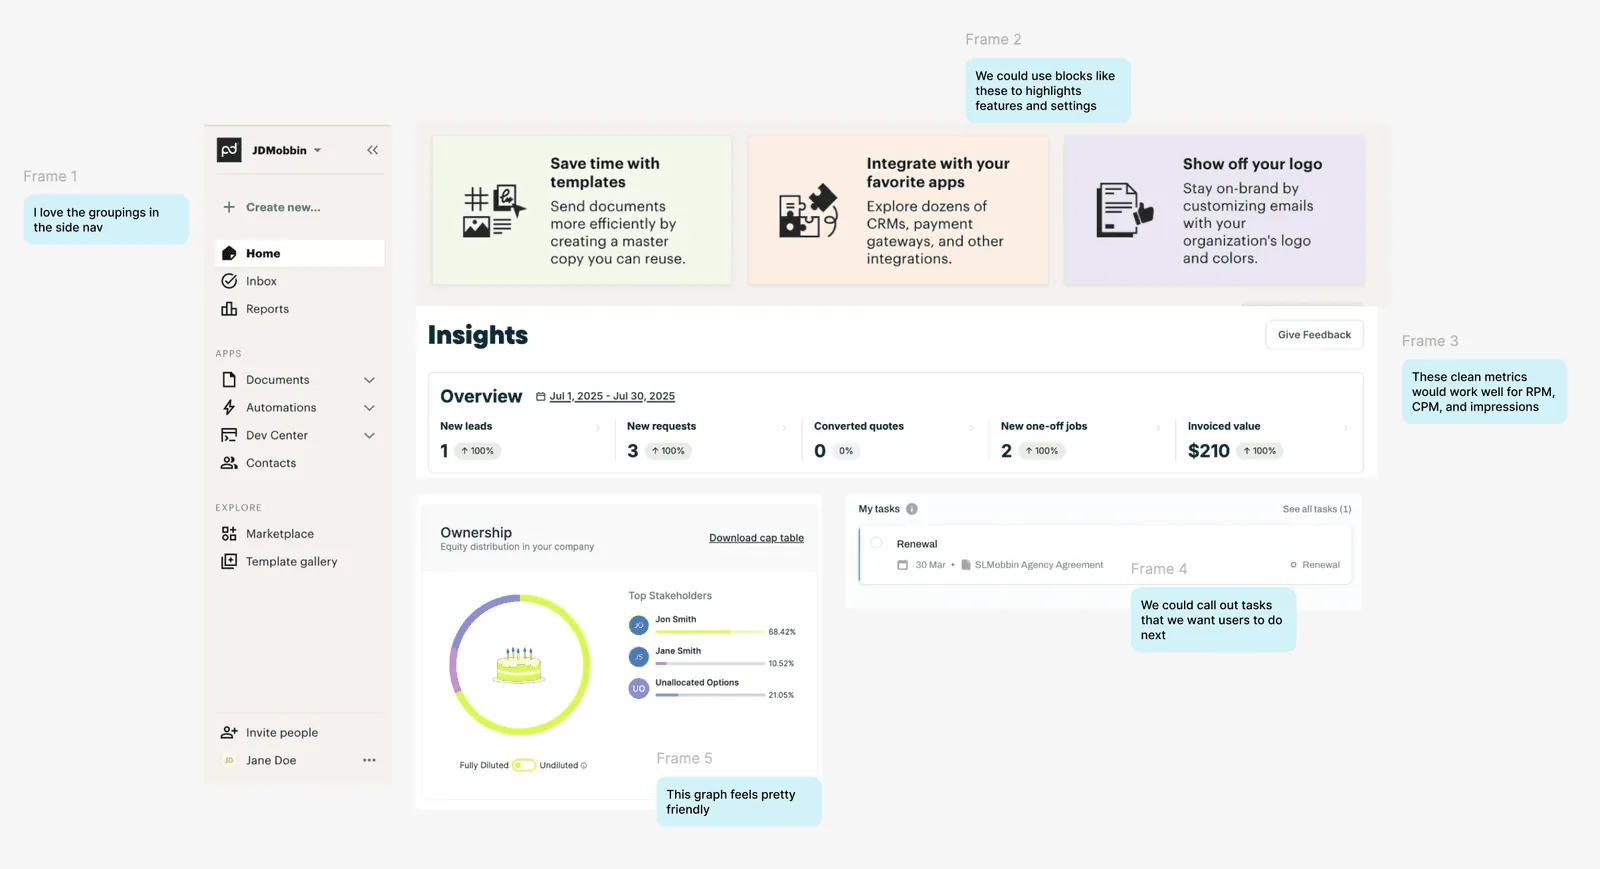 Frame 1
I love the groupings in
the side nav
pd
JDMobbin
Create new...
Home
Inbox
Reports
APPS
Documents
Automations
Dev Center
Contacts
EXPLORE
Marketplace
Template gallery
Invite people
JD
Jane Doe
Frame 2
We could use blocks like
these to highlights
features and settings
Save time with
templates
Send documents
more efficiently by
creating a master
copy you can reuse.
Integrate with your
favorite apps
Explore dozens of
CRMs, payment
gateways, and other
integrations.
Show off your logo
Stay on-brand by
customizing emails
with your
organization's logo
and colors.
Insights
Give Feedback
Frame 3
These clean metrics
would work well for RPM,
CPM, and impressions
Overview
Jul 1, 2025 - Jul 30, 2025
New leads
1 ↑ 100%
New requests
3 ↑ 100%
Converted quotes
0 0%
New one-off jobs
2 ↑ 100%
Invoiced value
$210 ↑ 100%
Ownership
Equity distribution in your company
Download cap table
Top Stakeholders
JO
Jon Smith
68.42%
JS
Jane Smith
10.52%
UO
Unallocated Options
21.05%
Fully Diluted
Undiluted
Frame 5
This graph feels pretty
friendly
My tasks
See all tasks (1)
Renewal
30 Mar • SLMobbin Agency Agreement
Renewal
Frame 4
We could call out tasks
that we want users to do
next